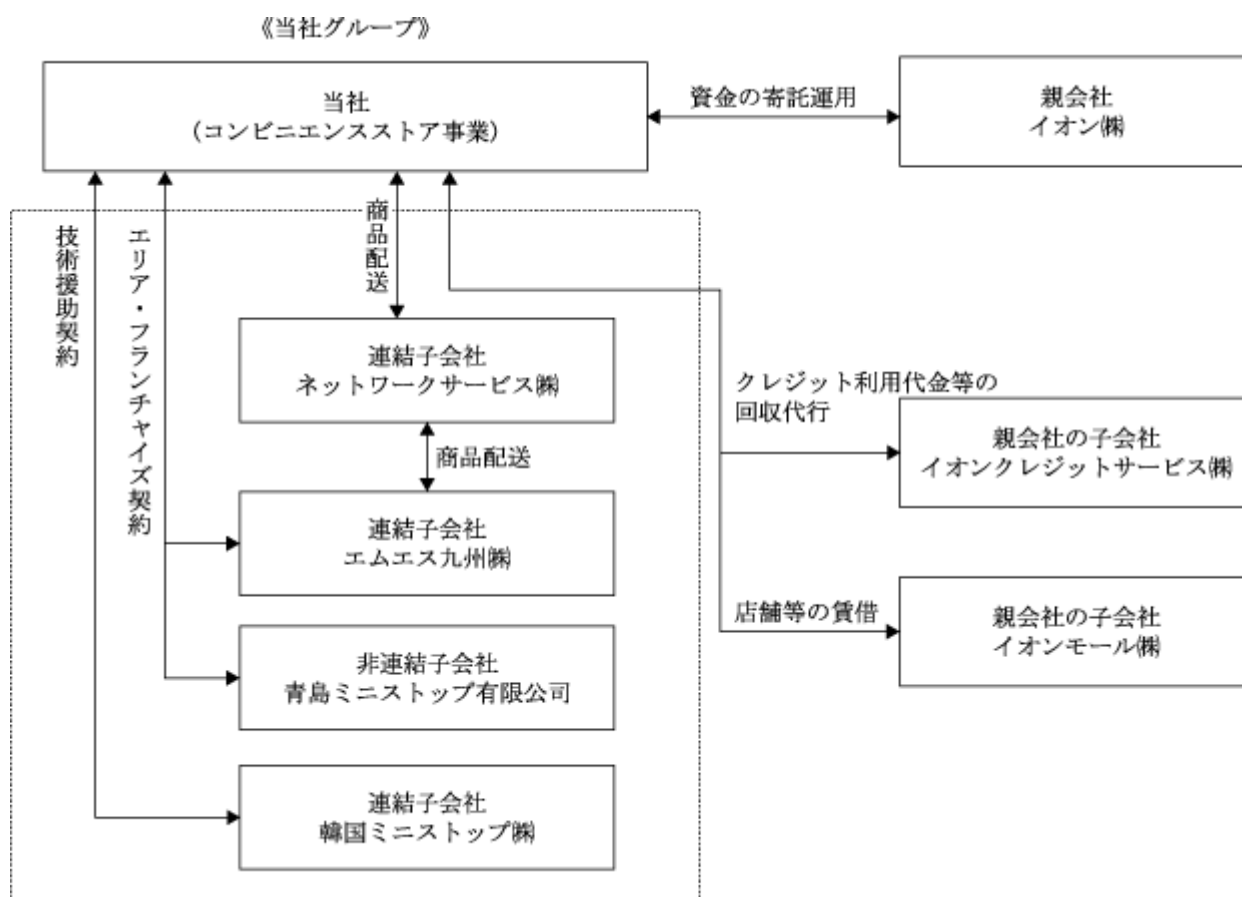 《当社グループ》
当社
(コンビニエンスストア事業)
資金の寄託運用
親会社
イオン㈱
技術援助契約
エリア・フランチャイズ契約
商品配送
連結子会社
ネットワークサービス㈱
商品配送
連結子会社
エムエス九州㈱
非連結子会社
青島ミニストップ有限公司
連結子会社
韓国ミニストップ㈱
クレジット利用代金等の
回収代行
親会社の子会社
イオンクレジットサービス㈱
店舗等の賃借
親会社の子会社
イオンモール㈱